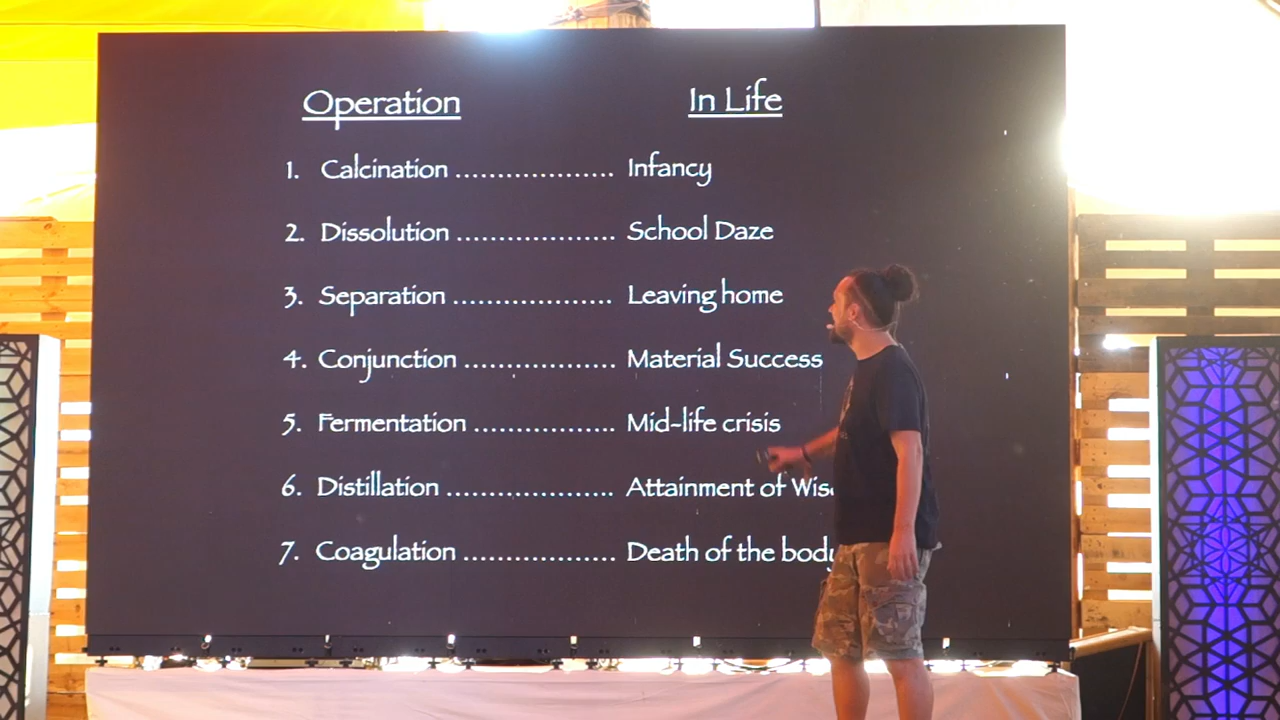 Operation In Life
1. Calcination ................... Infancy
2. Dissolution ................... School Daze
3. Separation ................... Leaving home
4. Conjunction .................. Material Success
5. Fermentation ................. Mid-life crisis
6. Distillation .................... Attainment of
7. Coagulation .................. Death of the body